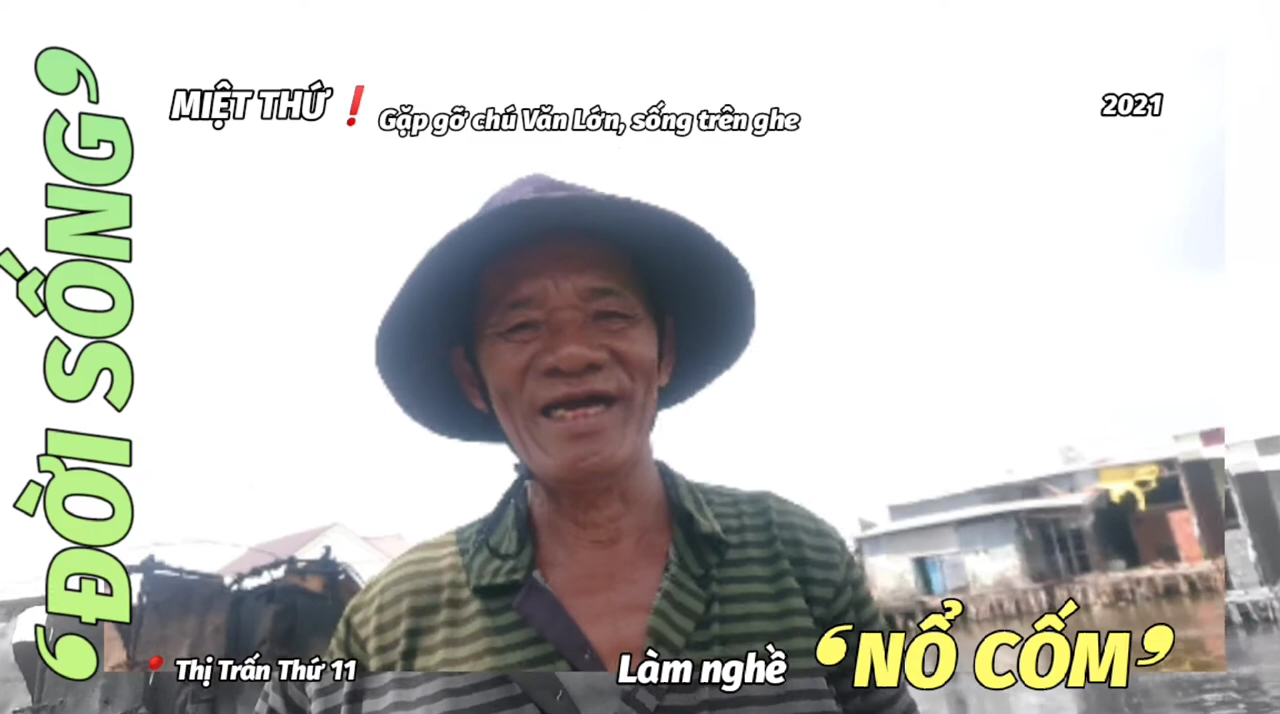 ‘ĐỜI SỐNG’
MIỆT THỨ❗
Gặp gỡ chú Văn Lớn, sống trên ghe
2021
📍 Thị Trấn Thứ 11
Làm nghề ‘NỔ CỐM’